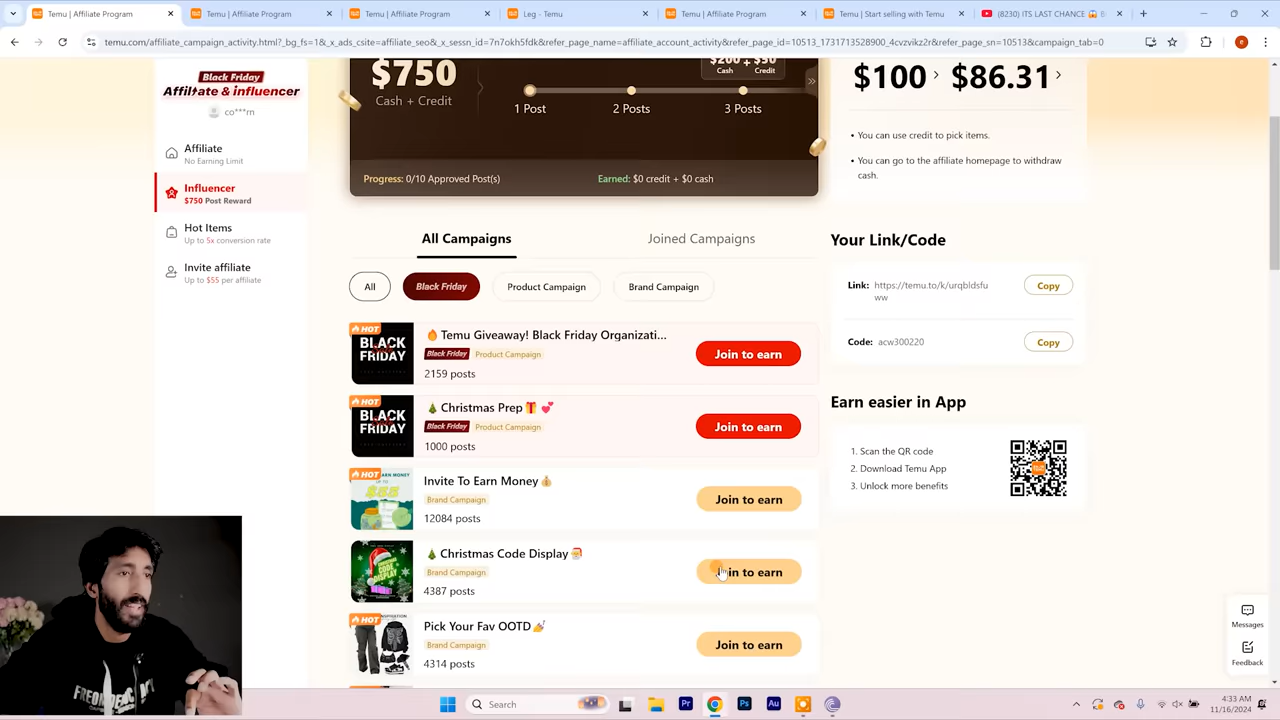 Temu | Affiliate Program
Temu | Affiliate Program
Temu | Affiliate Program
Leg - Temu
Temu | Affiliate Program
Temu | Start selling with Temu
(8230) ITS LAST CHANCE
temu.com/affiliate_campaign/activity.html?_bg_fs=1&_x_ads_csite=affiliate_seo&_x_sessn_id=7n7okh5fdk&refer_page_name=affiliate_account_activity&refer_page_id=10513_1731713528900_4cvzvikz2r&refer_page_sn=10513&campaign_tab=0
Black Friday
Affiliate & influencer
co***m
Affiliate
No Earning Limit
Influencer
$750 Post Reward
Hot Items
Up to 5x conversion rate
Invite affiliate
Up to $55 per affiliate
$750
Cash + Credit
$200 + $50
Cash Credit
1 Post
2 Posts
3 Posts
Progress: 0/10 Approved Post(s)
Earned: $0 credit + $0 cash
$100 › $86.31 ›
• You can use credit to pick items.
• You can go to the affiliate homepage to withdraw
cash.
All Campaigns
Joined Campaigns
All
Black Friday
Product Campaign
Brand Campaign
HOT
BLACK
FRIDAY
🔥 Temu Giveaway! Black Friday Organizati...
Black Friday Product Campaign
2159 posts
Join to earn
HOT
BLACK
FRIDAY
🎄 Christmas Prep 🎁 💕
Black Friday Product Campaign
1000 posts
Join to earn
HOT
EARN MONEY
Invite To Earn Money 💰
Brand Campaign
12084 posts
Join to earn
CODE
DISPLAY
🎄 Christmas Code Display 🎅
Brand Campaign
4387 posts
Join to earn
HOT
Pick Your Fav OOTD 💅
Brand Campaign
4314 posts
Join to earn
Your Link/Code
Link: https://temu.to/k/urqbldsfu
ww
Copy
Code: acw300220
Copy
Earn easier in App
1. Scan the QR code
2. Download Temu App
3. Unlock more benefits
Messages
Feedback
Search
4:33 AM
11/16/2024